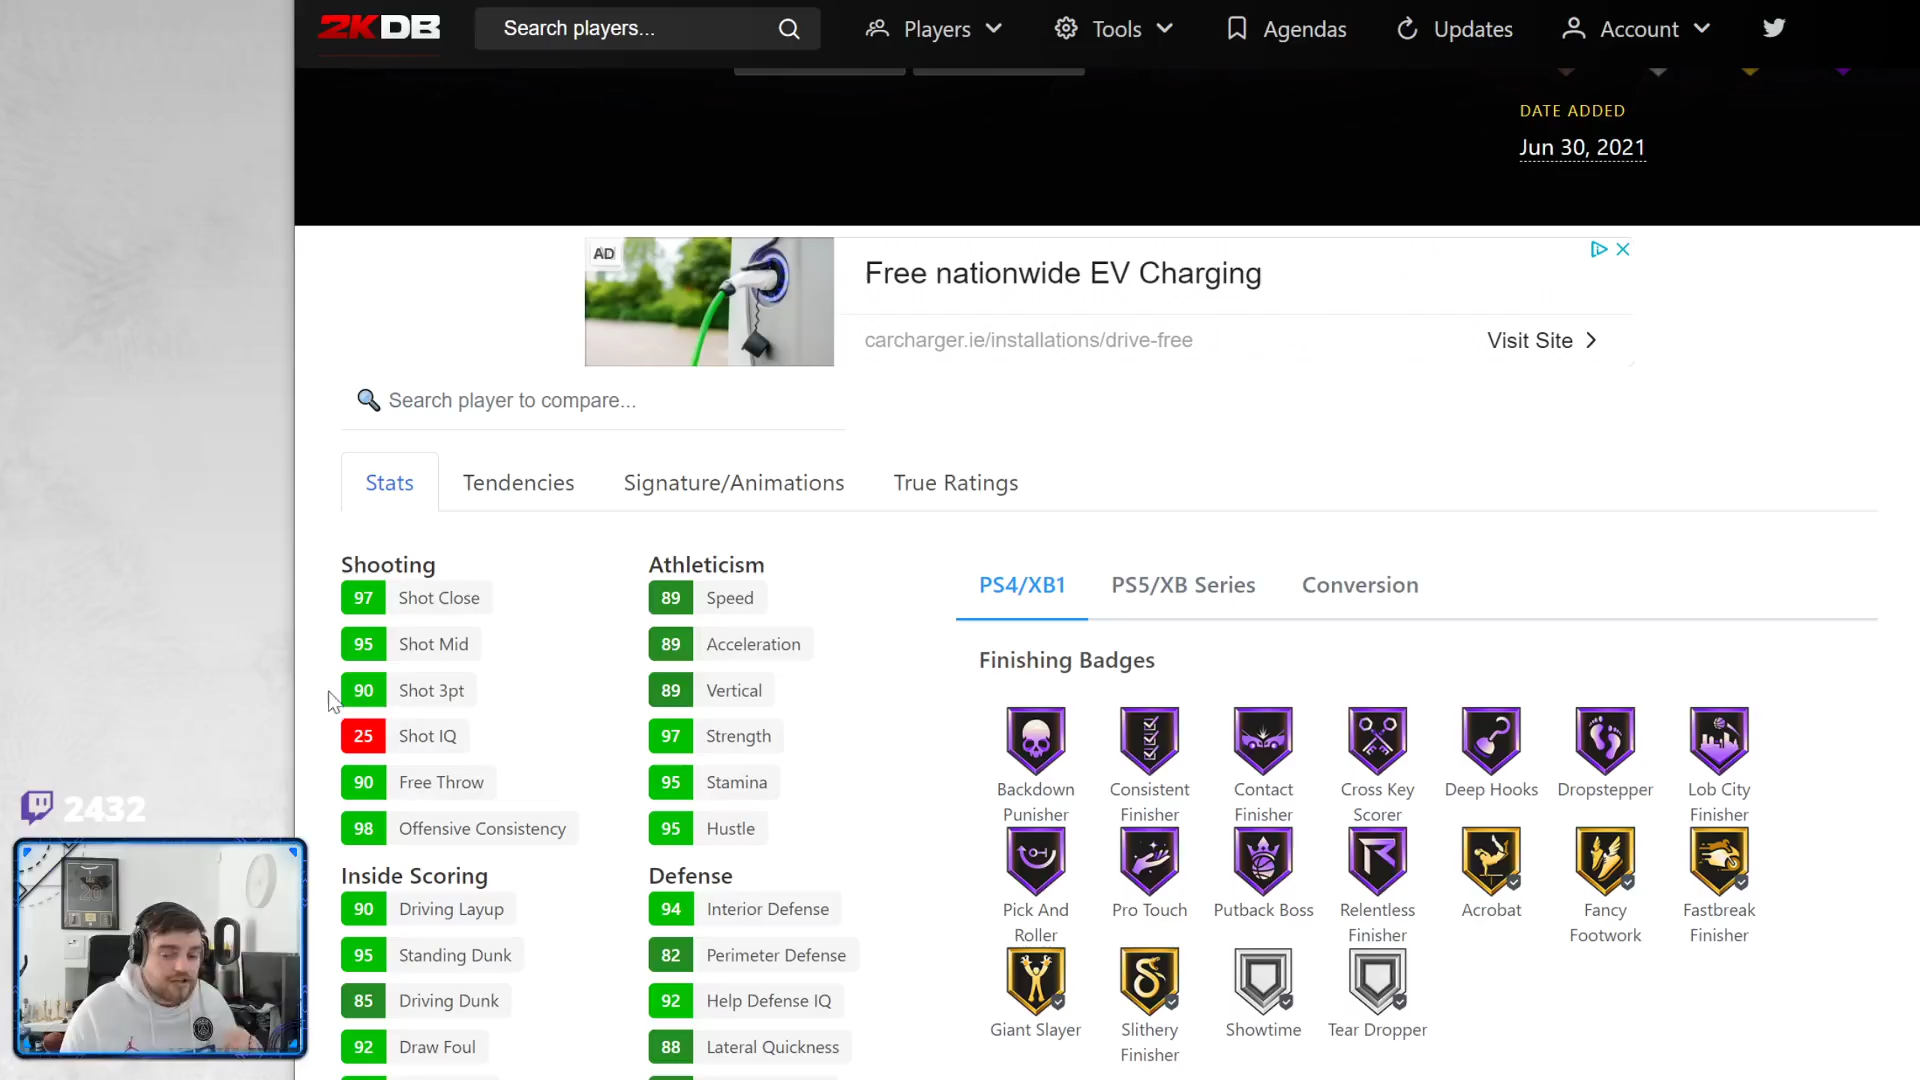 2KDB
Search players...
Players
Tools
Agendas
Updates
Account
DATE ADDED
Jun 30, 2021
AD
Free nationwide EV Charging
carcharger.ie/installations/drive-free
Visit Site
Search player to compare...
Stats
Tendencies
Signature/Animations
True Ratings
Shooting
97 Shot Close
95 Shot Mid
90 Shot 3pt
25 Shot IQ
90 Free Throw
98 Offensive Consistency
Inside Scoring
90 Driving Layup
95 Standing Dunk
85 Driving Dunk
92 Draw Foul
Athleticism
89 Speed
89 Acceleration
89 Vertical
97 Strength
95 Stamina
95 Hustle
Defense
94 Interior Defense
82 Perimeter Defense
92 Help Defense IQ
88 Lateral Quickness
PS4/XB1
PS5/XB Series
Conversion
Finishing Badges
Backdown
Punisher
Consistent
Finisher
Contact
Finisher
Cross Key
Scorer
Deep Hooks
Dropstepper
Lob City
Finisher
Pick And
Roller
Pro Touch
Putback Boss
Relentless
Finisher
Acrobat
Fancy
Footwork
Fastbreak
Finisher
Giant Slayer
Slithery
Finisher
Showtime
Tear Dropper
2432